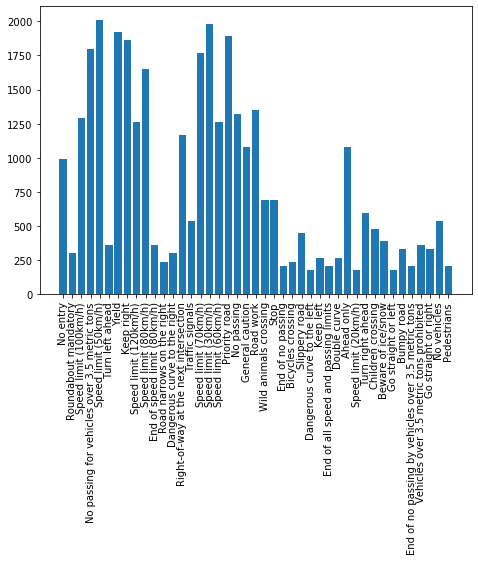 2000
1750
1500
1250
1000
750
500
250
0
No entry
Roundabout mandatory
Speed limit (100km/h)
No passing for vehicles over 3.5 metric tons
Speed limit (50km/h)
Turn left ahead
Yield
Keep right
Speed limit (120km/h)
Speed limit (80km/h)
End of speed limit (80km/h)
Road narrows on the right
Dangerous curve to the right
Right-of-way at the next intersection
Traffic signals
Speed limit (70km/h)
Speed limit (30km/h)
Speed limit (60km/h)
Priority road
No passing
General caution
Road work
Wild animals crossing
Stop
End of no passing
Bicycles crossing
Slippery road
Dangerous curve to the left
Keep left
End of all speed and passing limits
Double curve
Ahead only
Speed limit (20km/h)
Turn right ahead
Children crossing
Beware of ice/snow
Go straight or left
Bumpy road
End of no passing by vehicles over 3.5 metric tons
Vehicles over 3.5 metric tons prohibited
Go straight or right
No vehicles
Pedestrians